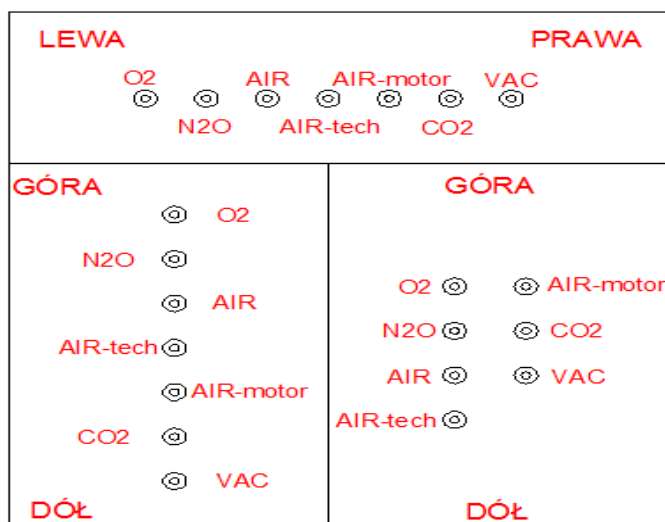 LEWA PRAWA
O2 AIR AIR-motor VAC
N2O AIR-tech CO2
GÓRA
O2
N2O
AIR
AIR-tech
AIR-motor
CO2
VAC
DÓŁ
GÓRA
O2 AIR-motor
N2O CO2
AIR VAC
AIR-tech
DÓŁ